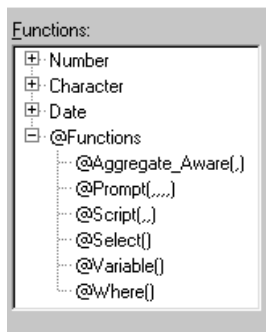 Functions:
Number
Character
Date
@Functions
@Aggregate_Aware(,)
@Prompt(,,,,)
@Script(,,)
@Select()
@Variable()
@Where()